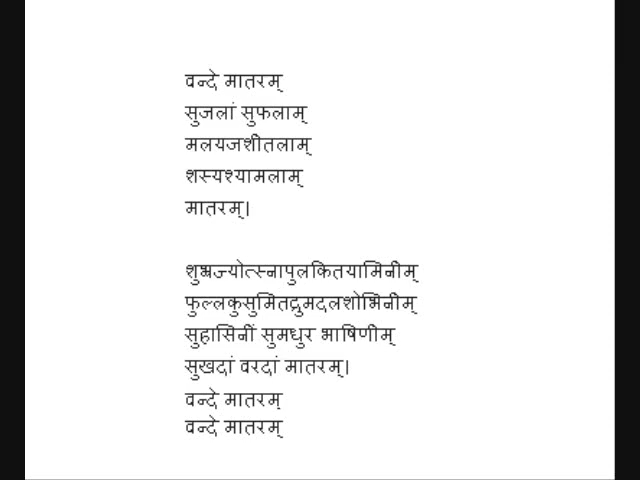 वन्दे मातरम्
सुजलां सुफलाम्
मलयजशीतलाम्
शस्यश्यामलाम्
मातरम्।
शुभ्रज्योत्स्नापुलकितयामिनीम्
फुल्लकुसुमितद्रुमदलशोभिनीम्
सुहासिनीं सुमधुर भाषिणीम्
सुखदां वरदां मातरम्।
वन्दे मातरम्
वन्दे मातरम्